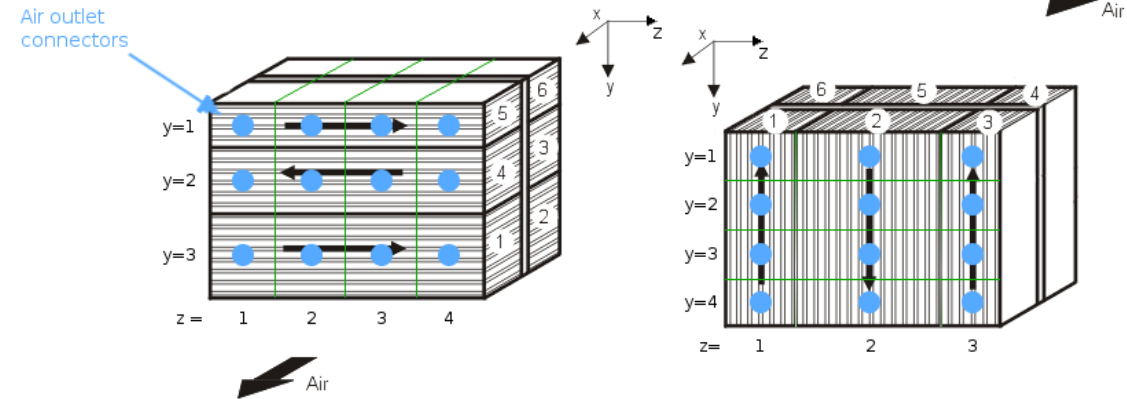 Air outlet
connectors
x
z
y
y=1
y=2
y=3
5
6
4
3
1
2
z = 1 2 3 4
Air
Air
x
z
y
6 5 4
1 2 3
y=1
y=2
y=3
y=4
z= 1 2 3